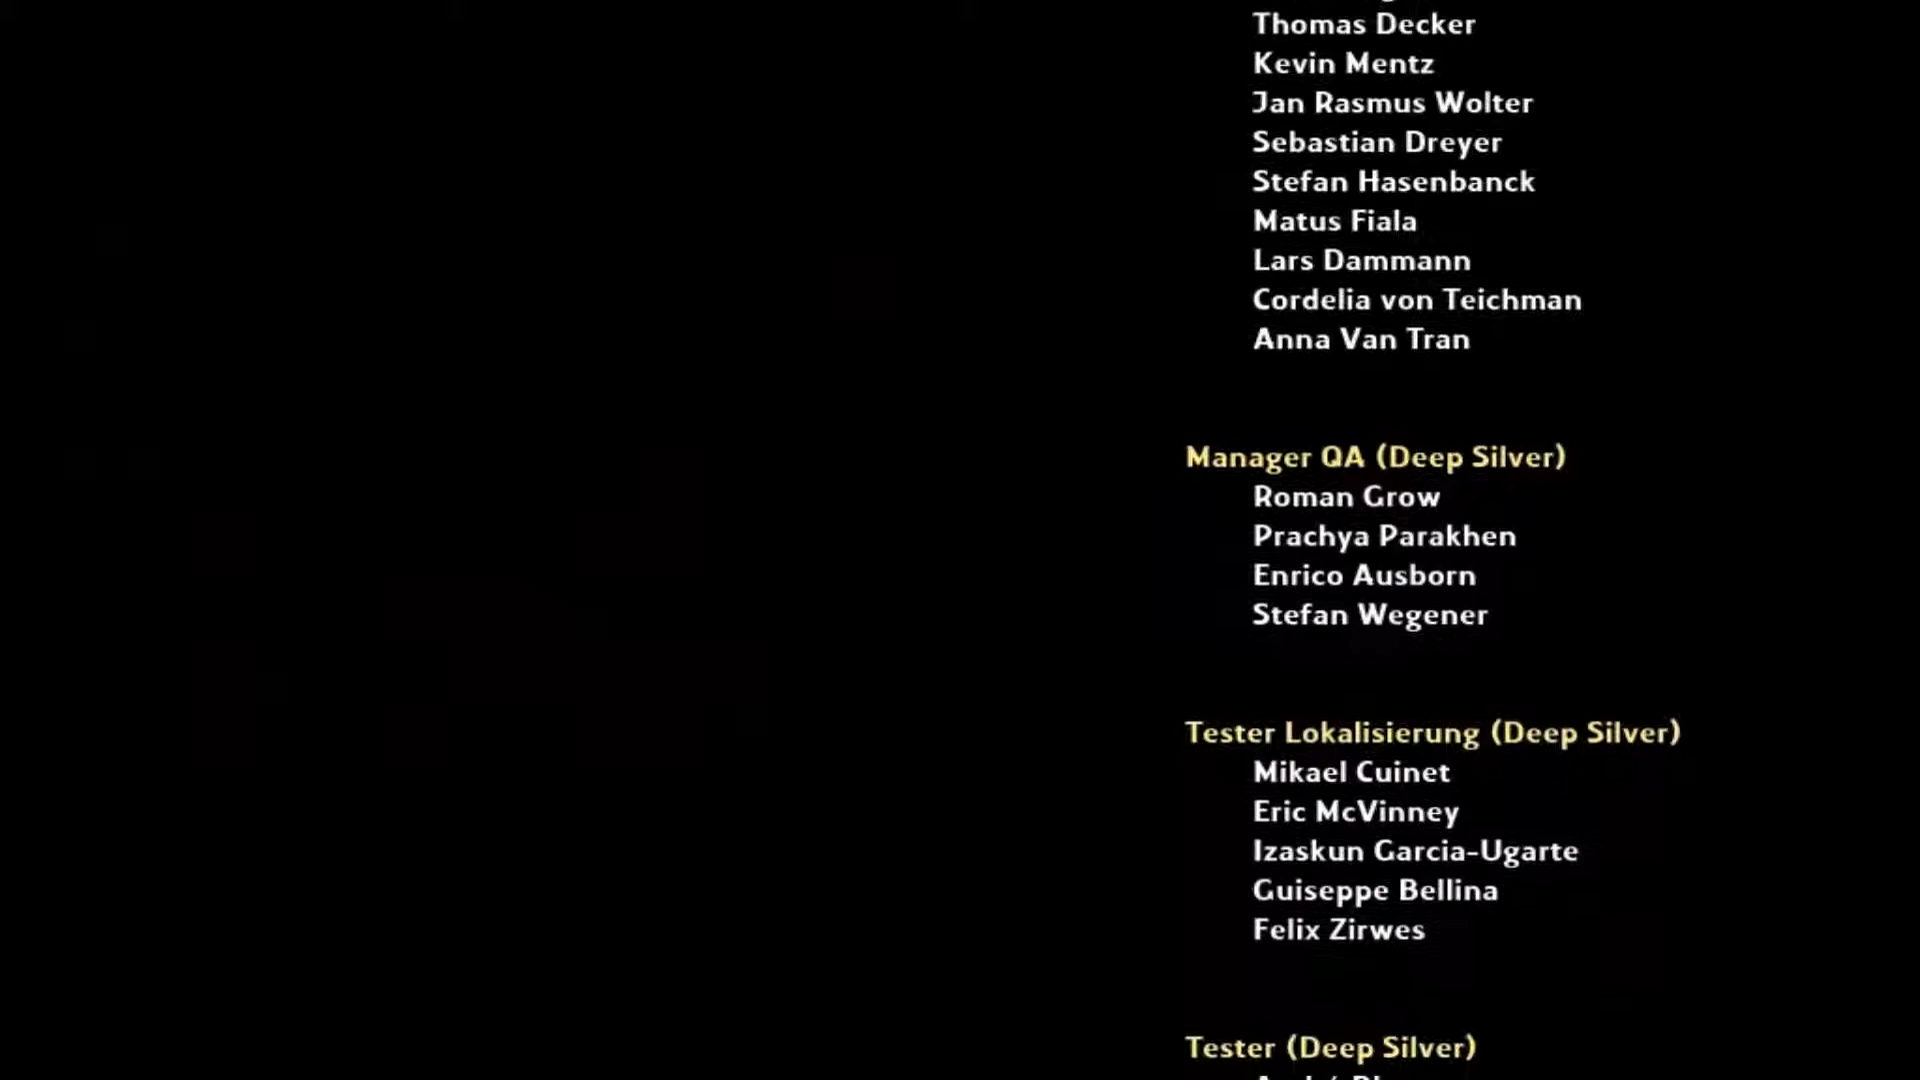 Thomas Decker
Kevin Mentz
Jan Rasmus Wolter
Sebastian Dreyer
Stefan Hasenbanck
Matus Fiala
Lars Dammann
Cordelia von Teichman
Anna Van Tran
Manager QA (Deep Silver)
Roman Grow
Prachya Parakhen
Enrico Ausborn
Stefan Wegener
Tester Lokalisierung (Deep Silver)
Mikael Cuinet
Eric McVinney
Izaskun Garcia-Ugarte
Guiseppe Bellina
Felix Zirwes
Tester (Deep Silver)